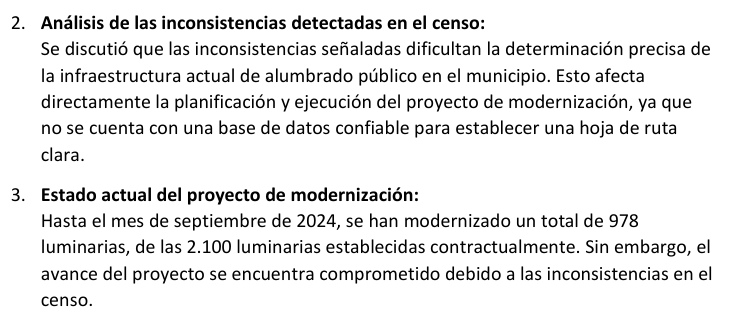 2. Análisis de las inconsistencias detectadas en el censo:
Se discutió que las inconsistencias señaladas dificultan la determinación precisa de
la infraestructura actual de alumbrado público en el municipio. Esto afecta
directamente la planificación y ejecución del proyecto de modernización, ya que
no se cuenta con una base de datos confiable para establecer una hoja de ruta
clara.
3. Estado actual del proyecto de modernización:
Hasta el mes de septiembre de 2024, se han modernizado un total de 978
luminarias, de las 2.100 luminarias establecidas contractualmente. Sin embargo, el
avance del proyecto se encuentra comprometido debido a las inconsistencias en el
censo.